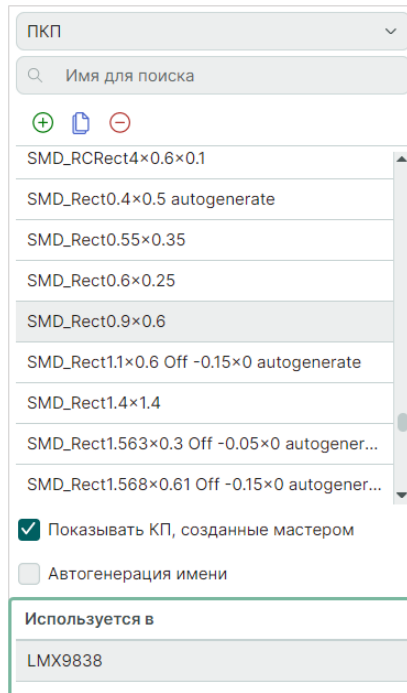 ПКП
Имя для поиска
SMD_RCRect4×0.6×0.1
SMD_Rect0.4×0.5 autogenerate
SMD_Rect0.55×0.35
SMD_Rect0.6×0.25
SMD_Rect0.9×0.6
SMD_Rect1.1×0.6 Off -0.15×0 autogenerate
SMD_Rect1.4×1.4
SMD_Rect1.563×0.3 Off -0.05×0 autogener...
SMD_Rect1.568×0.61 Off -0.15×0 autogener...
Показывать КП, созданные мастером
Автогенерация имени
Используется в
LMX9838